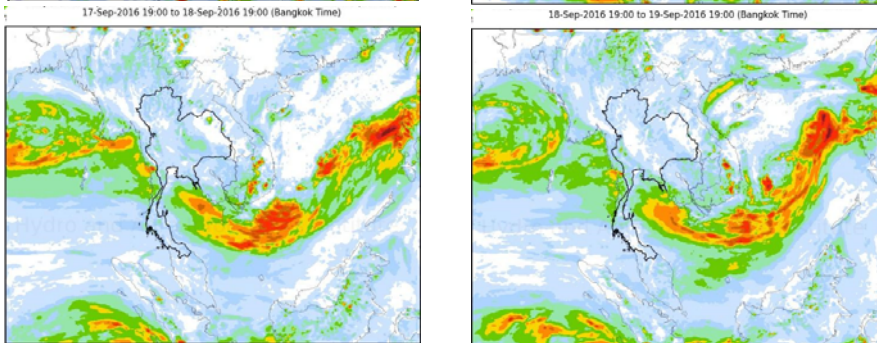 17-Sep-2016 19:00 to 18-Sep-2016 19:00 (Bangkok Time)
18-Sep-2016 19:00 to 19-Sep-2016 19:00 (Bangkok Time)